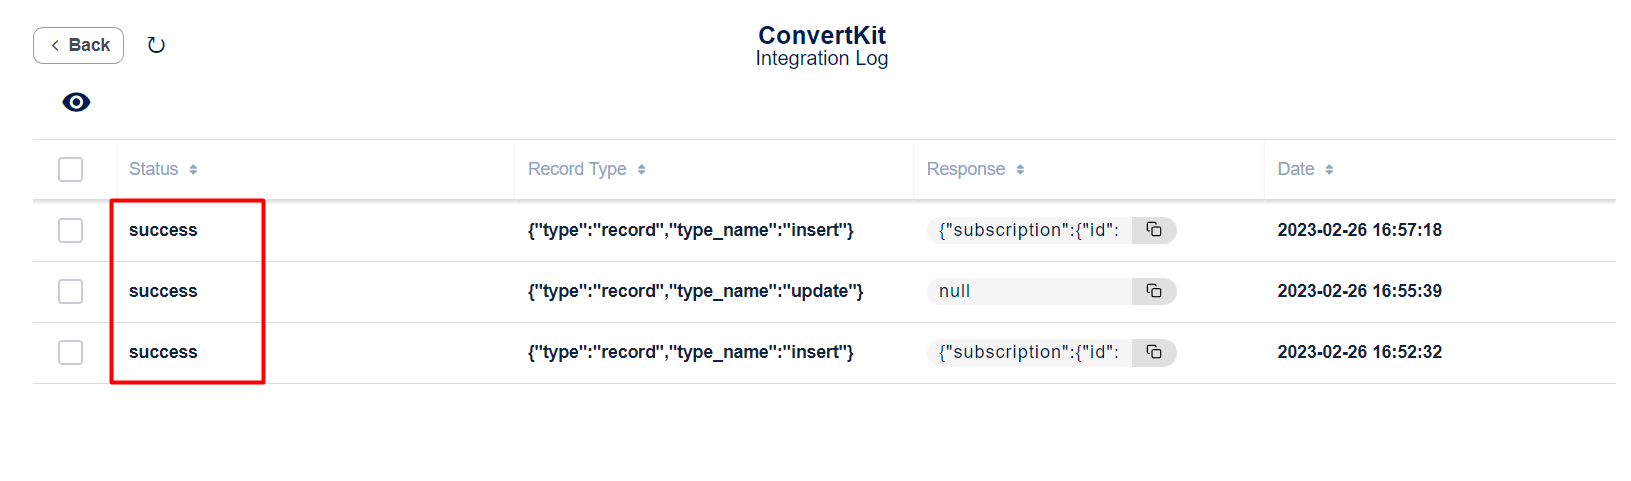 Back
ConvertKit
Integration Log
Status Record Type Response Date
success {"type":"record","type_name":"insert"} {"subscription":{"id": 2023-02-26 16:57:18
success {"type":"record","type_name":"update"} null 2023-02-26 16:55:39
success {"type":"record","type_name":"insert"} {"subscription":{"id": 2023-02-26 16:52:32